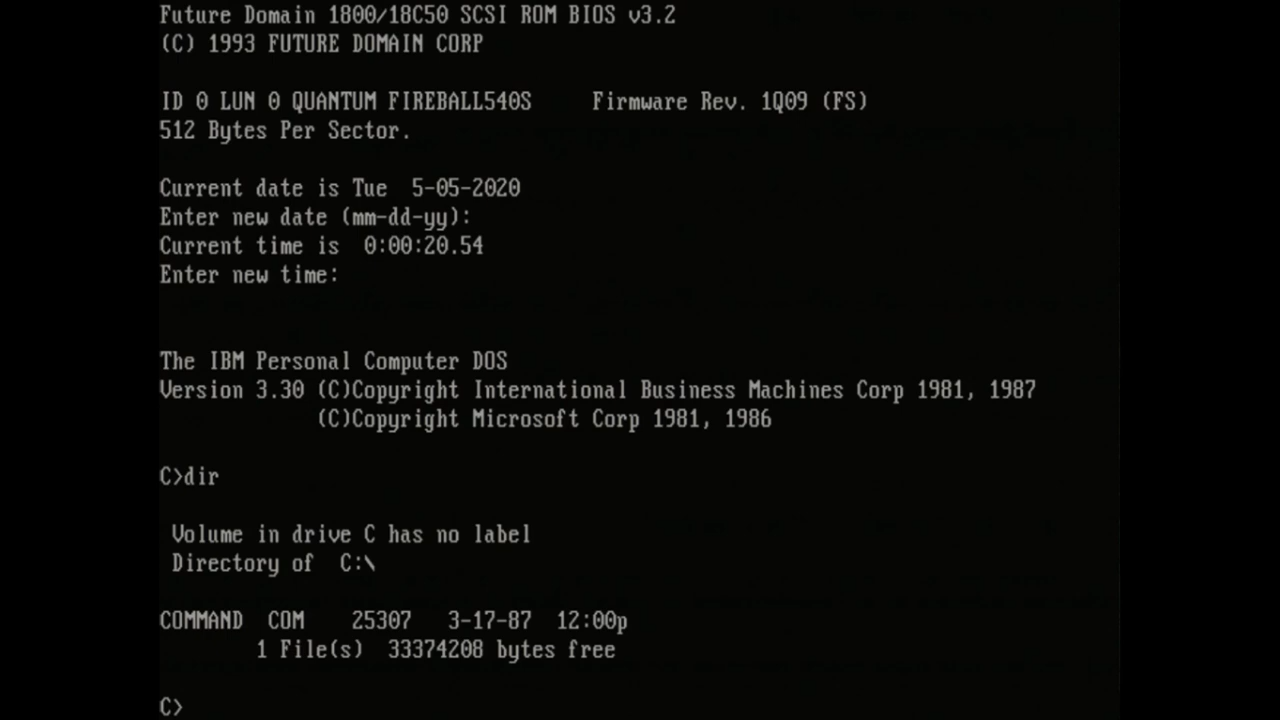 Future Domain 1800/18C50 SCSI ROM BIOS v3.2
(C) 1993 FUTURE DOMAIN CORP
ID 0 LUN 0 QUANTUM FIREBALL540S     Firmware Rev. 1Q09 (FS)
512 Bytes Per Sector.
Current date is Tue  5-05-2020
Enter new date (mm-dd-yy):
Current time is  0:00:20.54
Enter new time:
The IBM Personal Computer DOS
Version 3.30 (C)Copyright International Business Machines Corp 1981, 1987
             (C)Copyright Microsoft Corp 1981, 1986
C>dir
 Volume in drive C has no label
 Directory of  C:\
COMMAND  COM    25307   3-17-87  12:00p
        1 File(s)  33374208 bytes free
C>